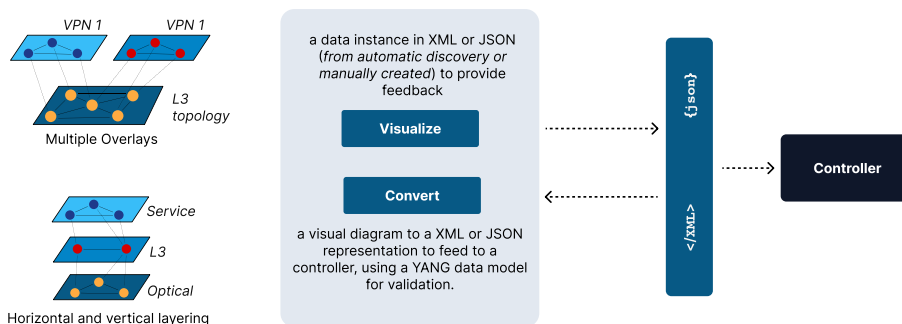 VPN 1
VPN 1
L3
topology
Multiple Overlays
Service
L3
Optical
Horizontal and vertical layering
a data instance in XML or JSON
(from automatic discovery or
manually created) to provide
feedback
Visualize
Convert
a visual diagram to a XML or JSON
representation to feed to a
controller, using a YANG data model
for validation.
{json}
</XML>
Controller